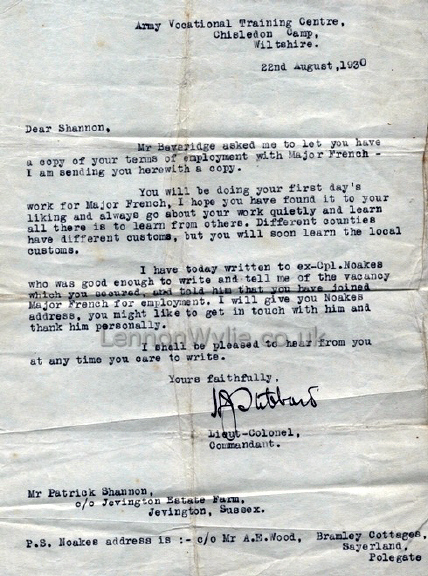 Army Vocational Training Centre,
Chisledon Camp,
Wiltshire.
22nd August, 1930
Dear Shannon,
Mr Beveridge asked me to let you have
a copy of your terms of employment with Major French -
I am sending you herewith a copy.
You will be doing your first day's
work for Major French, I hope you have found it to your
liking and always go about your work quietly and learn
all there is to learn from others. Different counties
have different customs, but you will soon learn the local
customs.
I have today written to ex-Cpl.Noakes
who was good enough to write and tell me of the vacancy
which you secured, and told him that you have joined
Major French for employment. I will give you Noakes
address, you might like to get in touch with him and
thank him personally.
LennonWylie.co.uk
I shall be pleased to hear from you
at any time you care to write.
Yours faithfully,
Lieut-Colonel,
Commandant.
Mr Patrick Shannon,
c/o Jevington Estate Farm,
Jevington, Sussex.
P.S. Noakes address is :- c/o Mr A.E.Wood, Bramley Cottages,
Sayerland,
Polegate